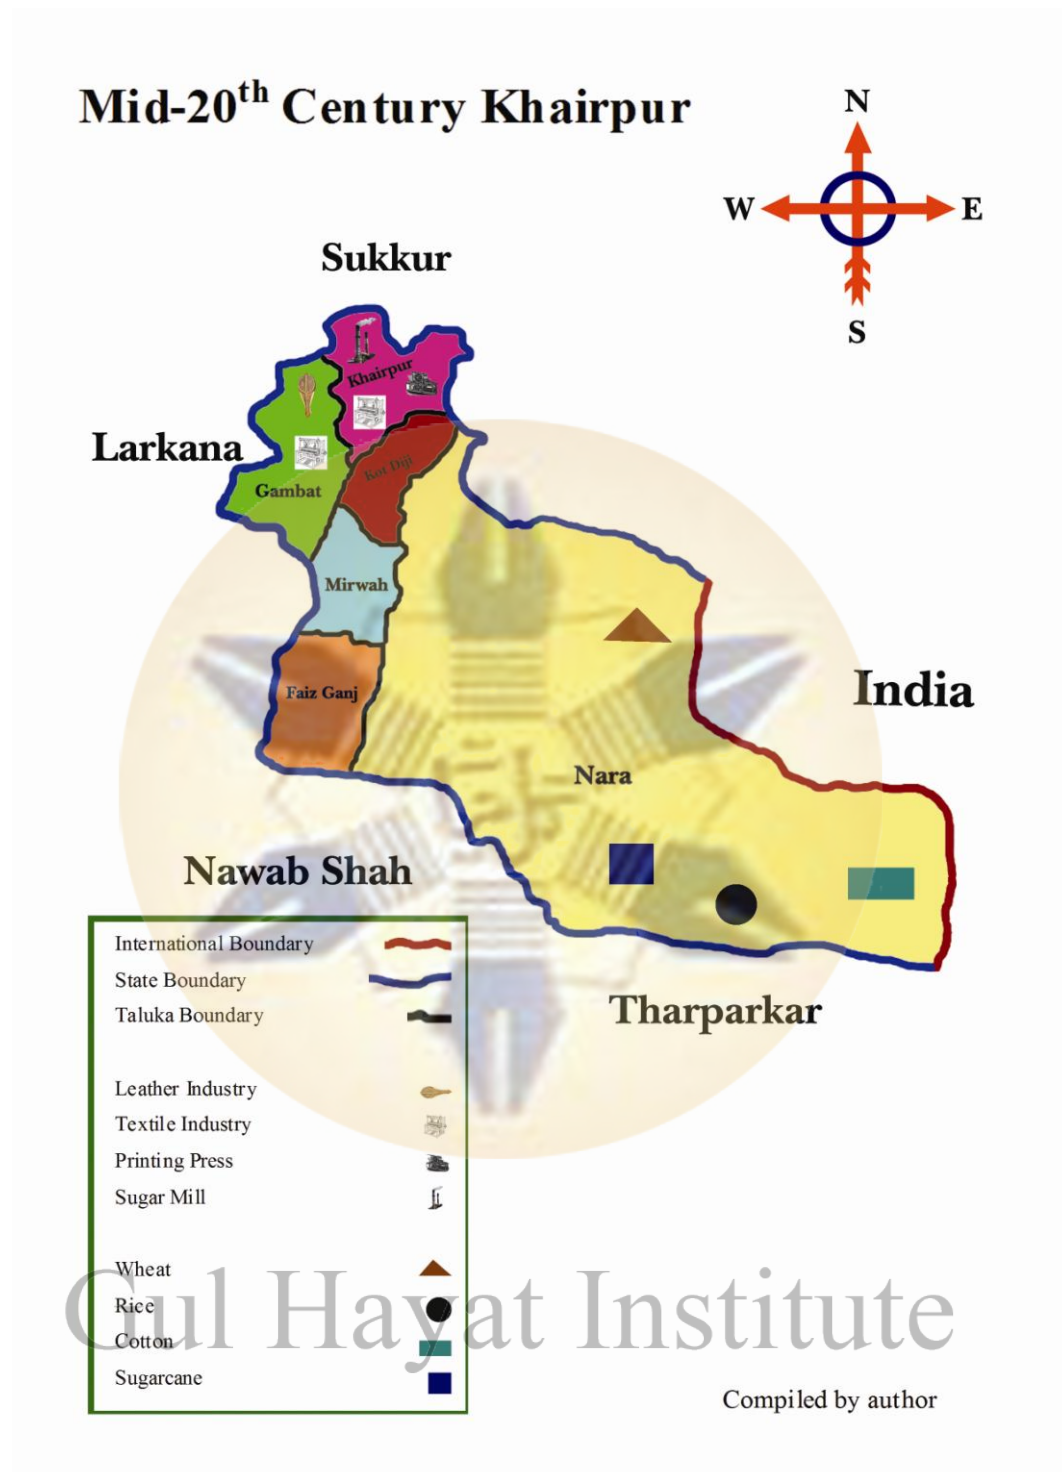 Mid-20th Century Khairpur
N
W E
S
Sukkur
Khairpur
Larkana
Kot Diji
Gambat
Mirwah
India
Faiz Ganj
Nara
Nawab Shah
International Boundary
State Boundary
Taluka Boundary
Tharparkar
Leather Industry
Textile Industry
Printing Press
Sugar Mill
Wheat
Rice
Cotton
Sugarcane
Gul Hayat Institute
Compiled by author